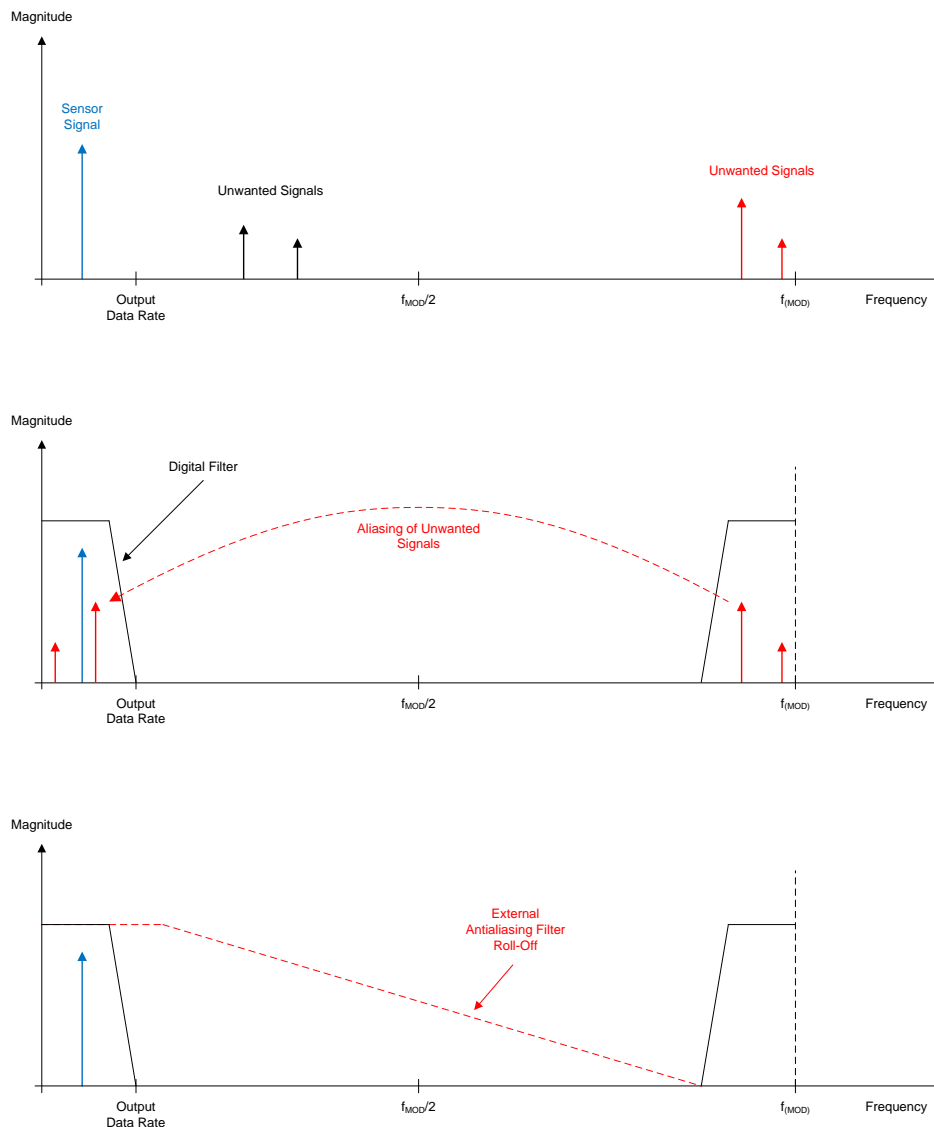 Magnitude
Sensor
Signal
Unwanted Signals
Unwanted Signals
Output
Data Rate
fMOD/2
f(MOD)
Frequency
Magnitude
Digital Filter
Aliasing of Unwanted
Signals
Output
Data Rate
fMOD/2
f(MOD)
Frequency
Magnitude
External
Antialiasing Filter
Roll-Off
Output
Data Rate
fMOD/2
f(MOD)
Frequency